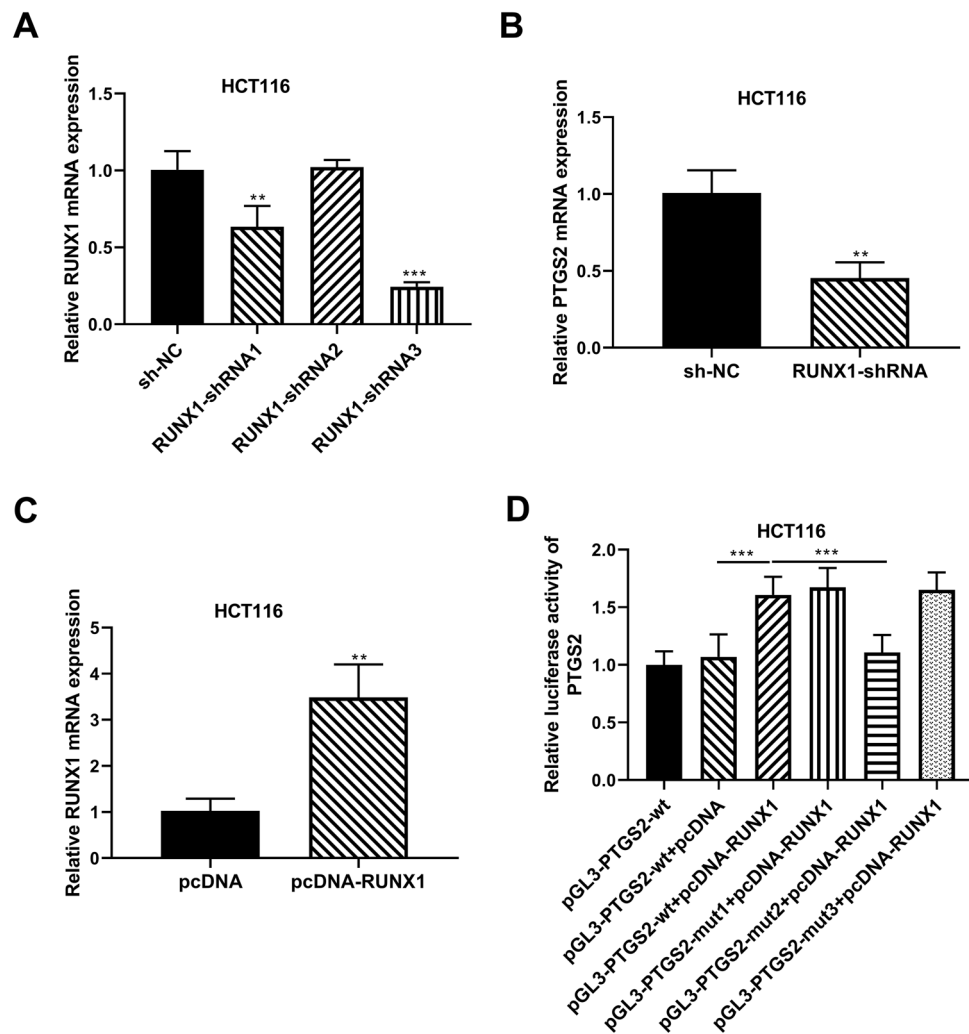 A
HCT116
Relative RUNX1 mRNA expression
1.5
1.0
0.5
0.0
**
***
sh-NC
RUNX1-shRNA1
RUNX1-shRNA2
RUNX1-shRNA3
B
HCT116
Relative PTGS2 mRNA expression
1.5
1.0
0.5
0.0
**
sh-NC
RUNX1-shRNA
C
HCT116
Relative RUNX1 mRNA expression
5
4
3
2
1
0
**
pcDNA
pcDNA-RUNX1
D
HCT116
Relative luciferase activity of
PTGS2
2.0
1.5
1.0
0.5
0.0
***
***
pGL3-PTGS2-wt
pGL3-PTGS2-wt+pcDNA
pGL3-PTGS2-wt+pcDNA-RUNX1
pGL3-PTGS2-mut1+pcDNA-RUNX1
pGL3-PTGS2-mut2+pcDNA-RUNX1
pGL3-PTGS2-mut3+pcDNA-RUNX1